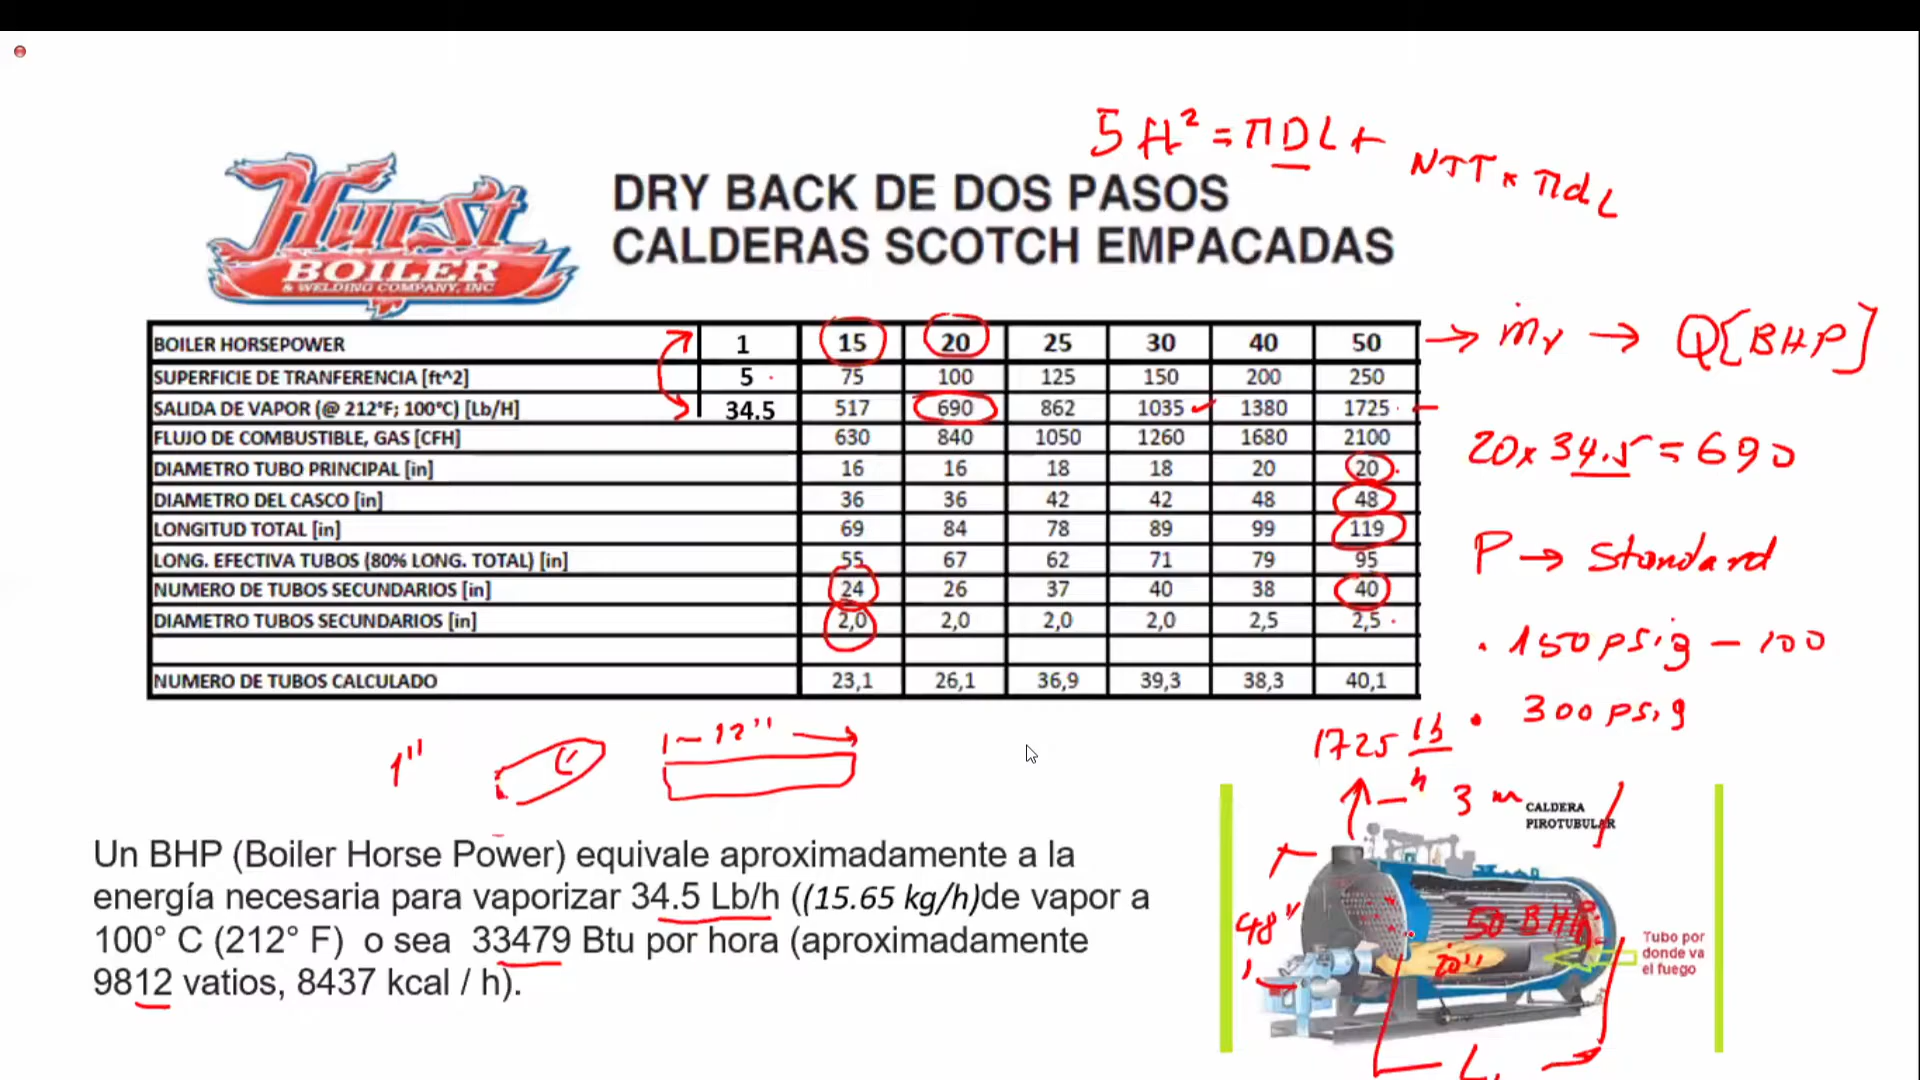 5 ft² = πDL +
NTT * πdL
Hurst
BOILER
& WELDING COMPANY, INC
DRY BACK DE DOS PASOS
CALDERAS SCOTCH EMPACADAS
BOILER HORSEPOWER 1 15 20 25 30 40 50
SUPERFICIE DE TRANFERENCIA [ft^2] 5 75 100 125 150 200 250
SALIDA DE VAPOR (@ 212°F; 100°C) [Lb/H] 34.5 517 690 862 1035 1380 1725
FLUJO DE COMBUSTIBLE, GAS [CFH] 630 840 1050 1260 1680 2100
DIAMETRO TUBO PRINCIPAL [in] 16 16 18 18 20 20
DIAMETRO DEL CASCO [in] 36 36 42 42 48 48
LONGITUD TOTAL [in] 69 84 78 89 99 119
LONG. EFECTIVA TUBOS (80% LONG. TOTAL) [in] 55 67 62 71 79 95
NUMERO DE TUBOS SECUNDARIOS [in] 24 26 37 40 38 40
DIAMETRO TUBOS SECUNDARIOS [in] 2,0 2,0 2,0 2,0 2,5 2,5
NUMERO DE TUBOS CALCULADO 23,1 26,1 36,9 39,3 38,3 40,1
→ ṁv → Q[BHP]
20 x 34.5 = 690
P → Standard
. 150 psig - 100
• 300 psig
1"
12"
1725 lb/h
3 m
CALDERA
PIROTUBULAR
Un BHP (Boiler Horse Power) equivale aproximadamente a la
energía necesaria para vaporizar 34.5 Lb/h ((15.65 kg/h)de vapor a
100° C (212° F) o sea 33479 Btu por hora (aproximadamente
9812 vatios, 8437 kcal / h).
48"
50 BHP
20"
Tubo por
donde va
el fuego
L